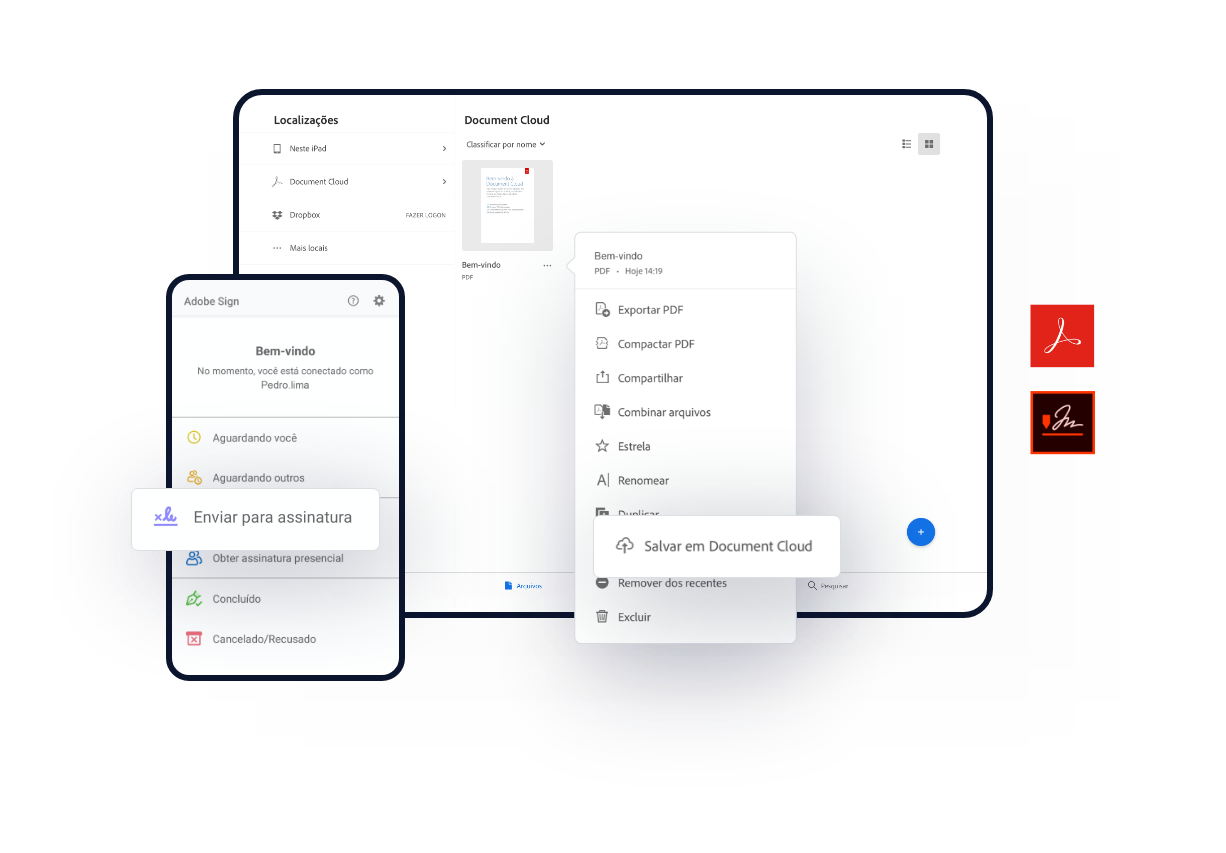 Localizações
Neste iPad
Document Cloud
Dropbox
FAZER LOGON
Mais locais
Document Cloud
Classificar por nome
Bem-vindo a
Document Cloud
Bem-vindo
PDF
Bem-vindo
PDF • Hoje 14:19
Exportar PDF
Compactar PDF
Compartilhar
Combinar arquivos
Estrela
Renomear
Duplicar
Salvar em Document Cloud
Remover dos recentes
Excluir
Arquivos
Pesquisar
Adobe Sign
Bem-vindo
No momento, você está conectado como
Pedro.lima
Aguardando você
Aguardando outros
Enviar para assinatura
Obter assinatura presencial
Concluído
Cancelado/Recusado